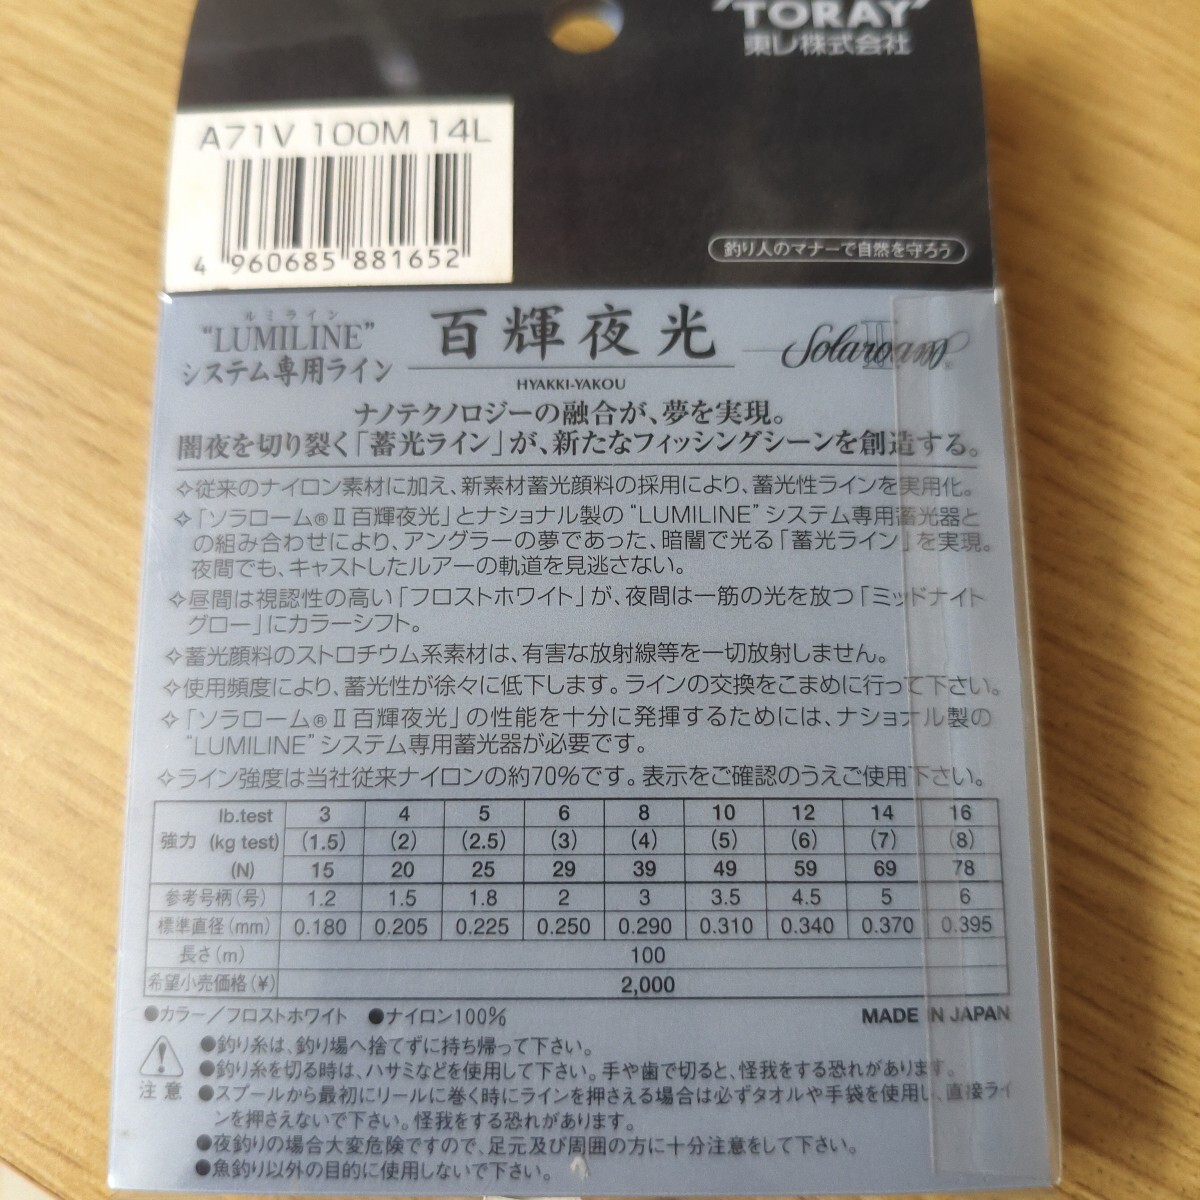 TORAY
東レ株式会社
A71V 100M 14L
4 960685 881652
釣り人のマナーで自然を守ろう
ルミライン
"LUMILINE"
システム専用ライン
百輝夜光
HYAKKI-YAKOU
Solaroam II ®
ナノテクノロジーの融合が、夢を実現。
闇夜を切り裂く「蓄光ライン」が、新たなフィッシングシーンを創造する。
✧従来のナイロン素材に加え、新素材蓄光顔料の採用により、蓄光性ラインを実用化。
✧「ソラローム®Ⅱ百輝夜光」とナショナル製の"LUMILINE"システム専用蓄光器と
の組み合わせにより、アングラーの夢であった、暗闇で光る「蓄光ライン」を実現。
夜間でも、キャストしたルアーの軌道を見逃さない。
✧昼間は視認性の高い「フロストホワイト」が、夜間は一筋の光を放つ「ミッドナイト
グロー」にカラーシフト。
✧蓄光顔料のストロチウム系素材は、有害な放射線等を一切放射しません。
✧使用頻度により、蓄光性が徐々に低下します。ラインの交換をこまめに行って下さい。
✧「ソラローム®Ⅱ百輝夜光」の性能を十分に発揮するためには、ナショナル製の
"LUMILINE"システム専用蓄光器が必要です。
✧ライン強度は当社従来ナイロンの約70%です。表示をご確認のうえご使用下さい。
強力 lb.test 3 4 5 6 8 10 12 14 16
(kg test) (1.5) (2) (2.5) (3) (4) (5) (6) (7) (8)
(N) 15 20 25 29 39 49 59 69 78
参考号柄(号) 1.2 1.5 1.8 2 3 3.5 4.5 5 6
標準直径(mm) 0.180 0.205 0.225 0.250 0.290 0.310 0.340 0.370 0.395
長さ(m) 100
希望小売価格(¥) 2,000
●カラー/フロストホワイト ●ナイロン100% MADE IN JAPAN
注意
●釣り糸は、釣り場へ捨てずに持ち帰って下さい。
●釣り糸を切る時は、ハサミなどを使用して下さい。手や歯で切ると、怪我をする恐れがあります。
●スプールから最初にリールに巻く時にラインを押さえる場合は必ずタオルや手袋を使用し、直接ライ
ンを押さえないで下さい。怪我をする恐れがあります。
●夜釣りの場合大変危険ですので、足元及び周囲の方に十分注意をして下さい。
●魚釣り以外の目的に使用しないで下さい。